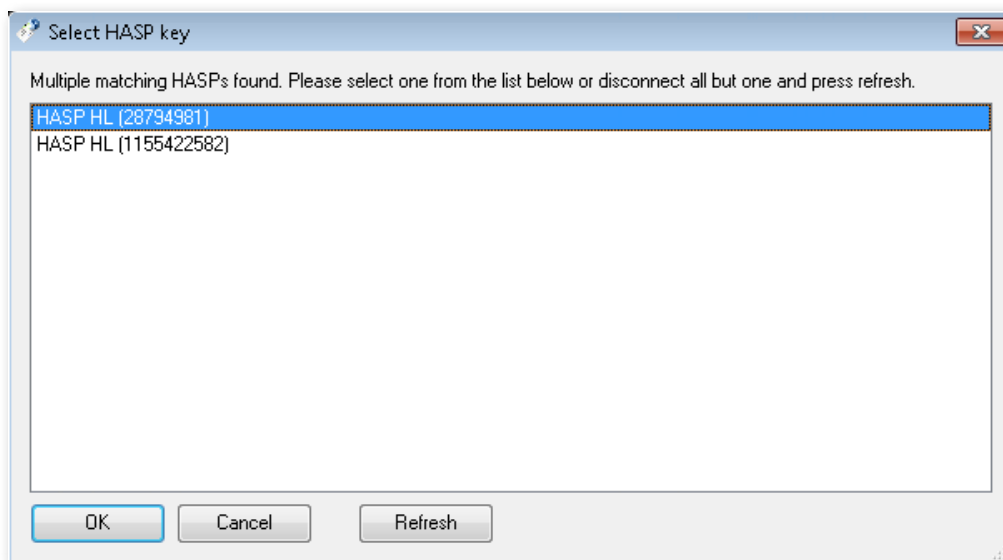 Select HASP key
Multiple matching HASPs found. Please select one from the list below or disconnect all but one and press refresh.
HASP HL (28794981)
HASP HL (1155422582)
OK Cancel Refresh